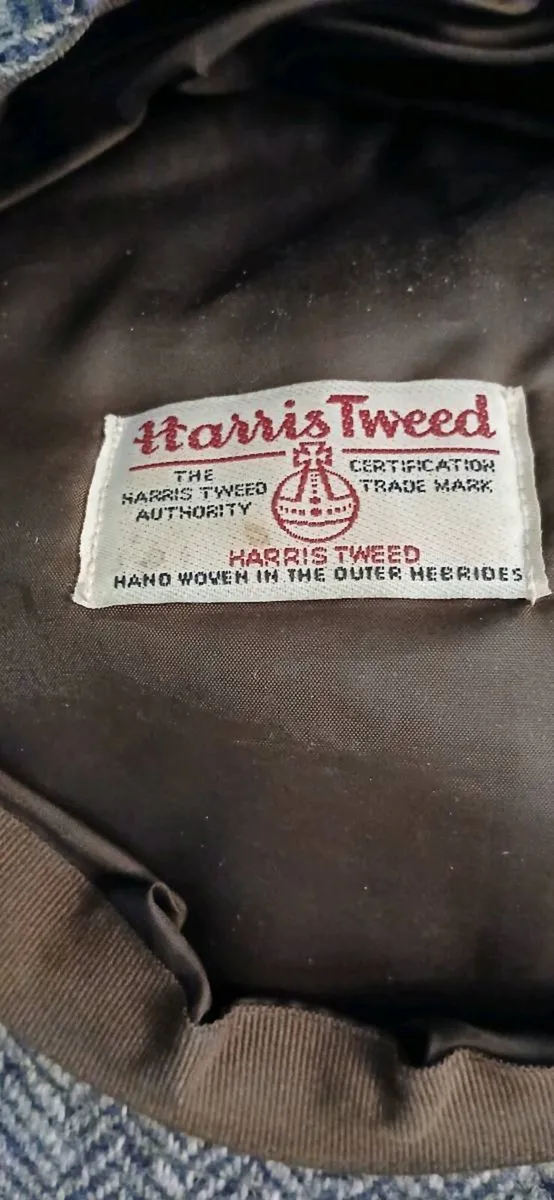 Harris Tweed
THE
HARRIS TWEED
AUTHORITY
CERTIFICATION
TRADE MARK
HARRIS TWEED
HAND WOVEN IN THE OUTER HEBRIDES